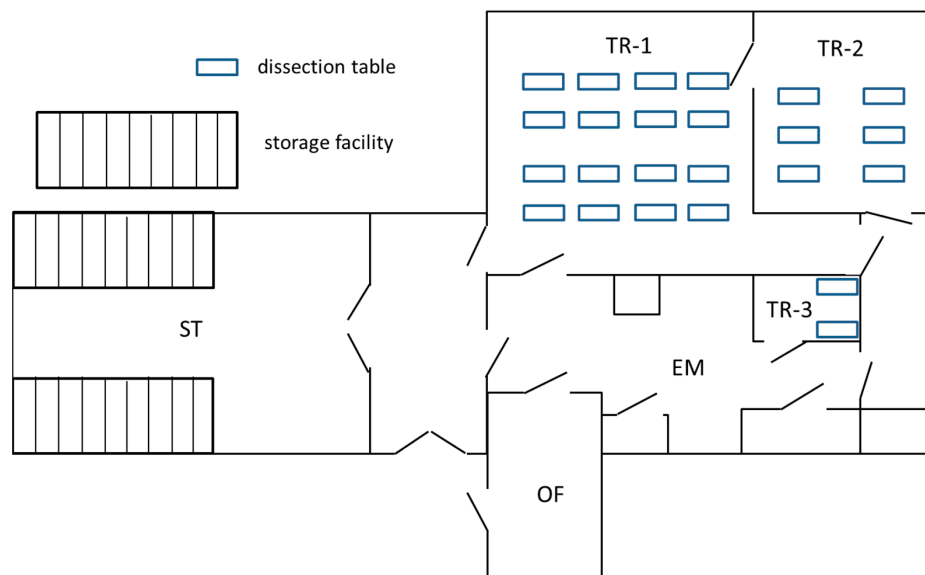 TR-1
TR-2
dissection table
storage facility
TR-3
ST
EM
OF